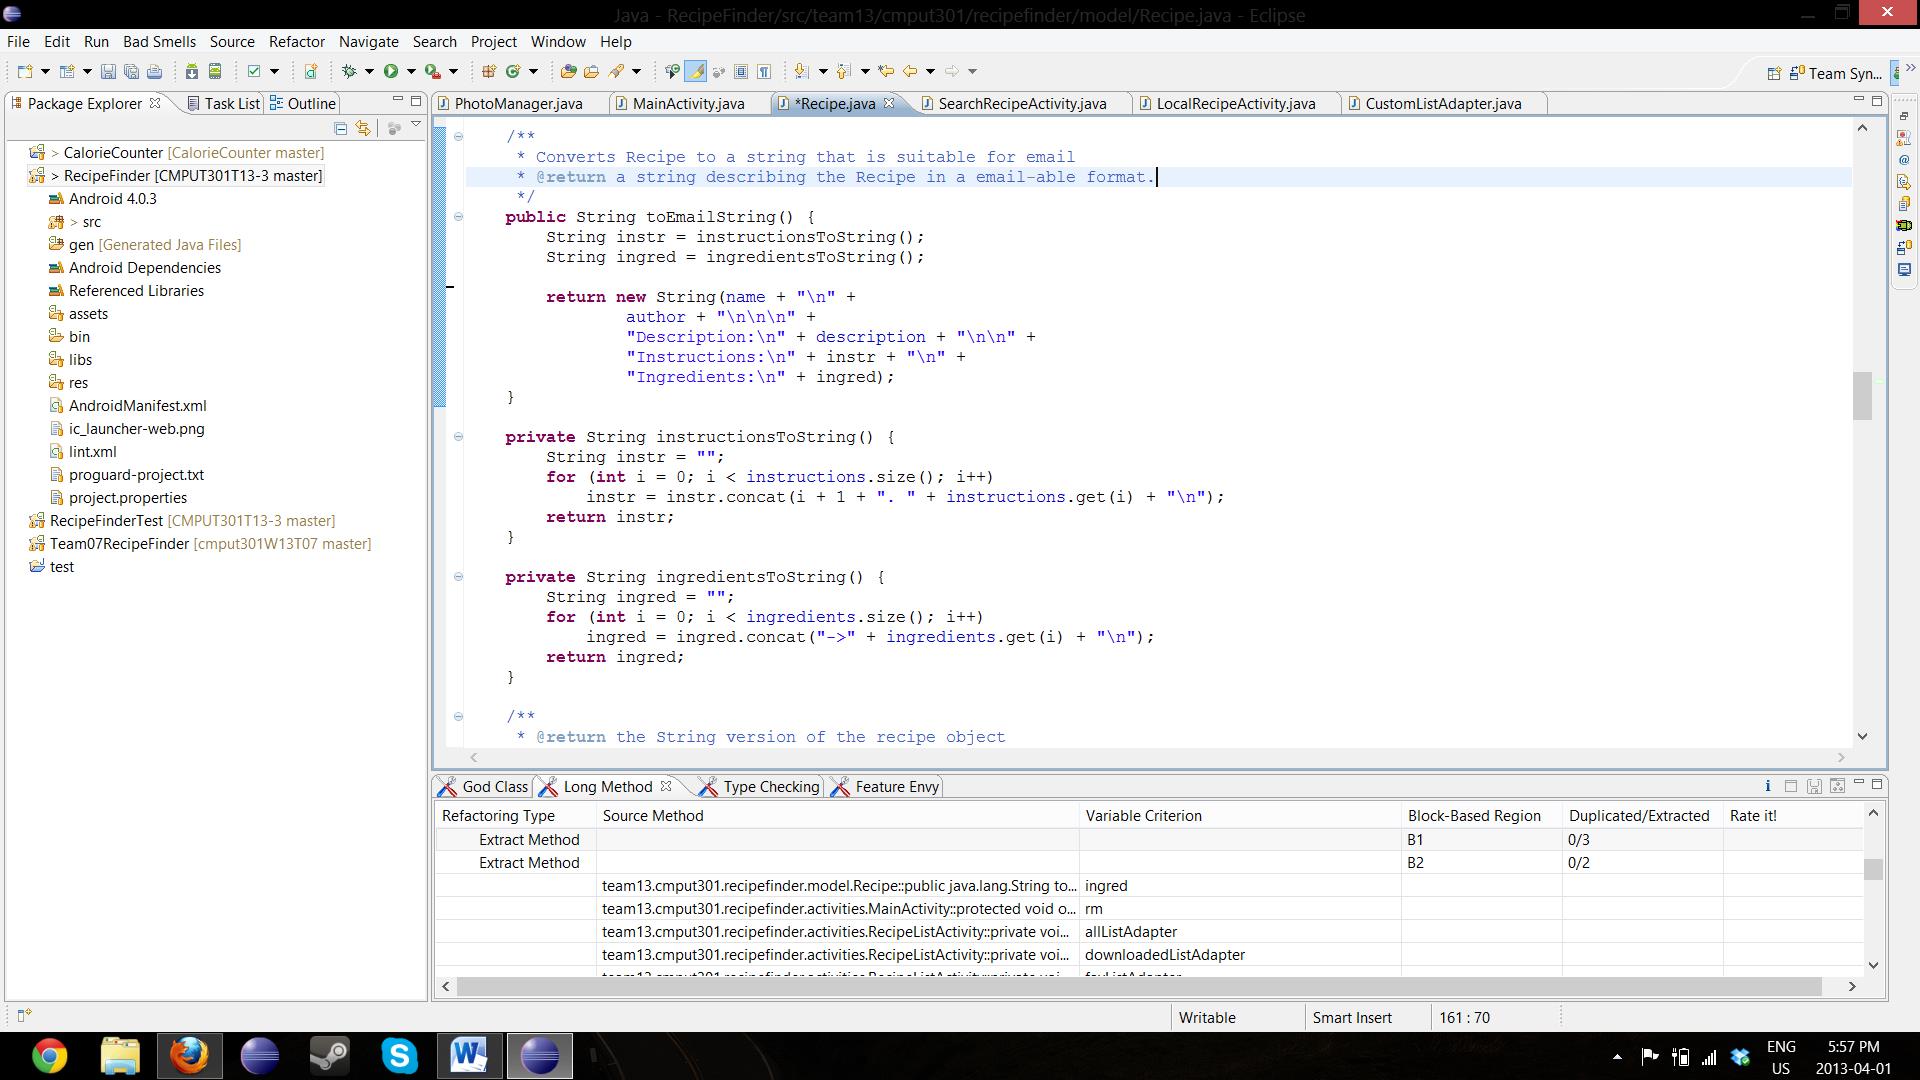 Java - RecipeFinder/src/team13/cmput301/recipefinder/model/Recipe.java - Eclipse
File Edit Run Bad Smells Source Refactor Navigate Search Project Window Help
Team Syn...
Package Explorer Task List Outline
PhotoManager.java MainActivity.java *Recipe.java SearchRecipeActivity.java LocalRecipeActivity.java CustomListAdapter.java
> CalorieCounter [CalorieCounter master]
> RecipeFinder [CMPUT301T13-3 master]
Android 4.0.3
> src
gen [Generated Java Files]
Android Dependencies
Referenced Libraries
assets
bin
libs
res
AndroidManifest.xml
ic_launcher-web.png
lint.xml
proguard-project.txt
project.properties
RecipeFinderTest [CMPUT301T13-3 master]
Team07RecipeFinder [cmput301W13T07 master]
test
/**
* Converts Recipe to a string that is suitable for email
* @return a string describing the Recipe in a email-able format.
*/
public String toEmailString() {
String instr = instructionsToString();
String ingred = ingredientsToString();
return new String(name + "\n" +
author + "\n\n\n" +
"Description:\n" + description + "\n\n" +
"Instructions:\n" + instr + "\n" +
"Ingredients:\n" + ingred);
}
private String instructionsToString() {
String instr = "";
for (int i = 0; i < instructions.size(); i++)
instr = instr.concat(i + 1 + ". " + instructions.get(i) + "\n");
return instr;
}
private String ingredientsToString() {
String ingred = "";
for (int i = 0; i < ingredients.size(); i++)
ingred = ingred.concat("->" + ingredients.get(i) + "\n");
return ingred;
}
/**
* @return the String version of the recipe object
God Class Long Method Type Checking Feature Envy
Refactoring Type Source Method Variable Criterion Block-Based Region Duplicated/Extracted Rate it!
Extract Method B1 0/3
Extract Method B2 0/2
team13.cmput301.recipefinder.model.Recipe::public java.lang.String to... ingred
team13.cmput301.recipefinder.activities.MainActivity::protected void o... rm
team13.cmput301.recipefinder.activities.RecipeListActivity::private voi... allListAdapter
team13.cmput301.recipefinder.activities.RecipeListActivity::private voi... downloadedListAdapter
Writable Smart Insert 161 : 70
ENG 5:57 PM
US 2013-04-01